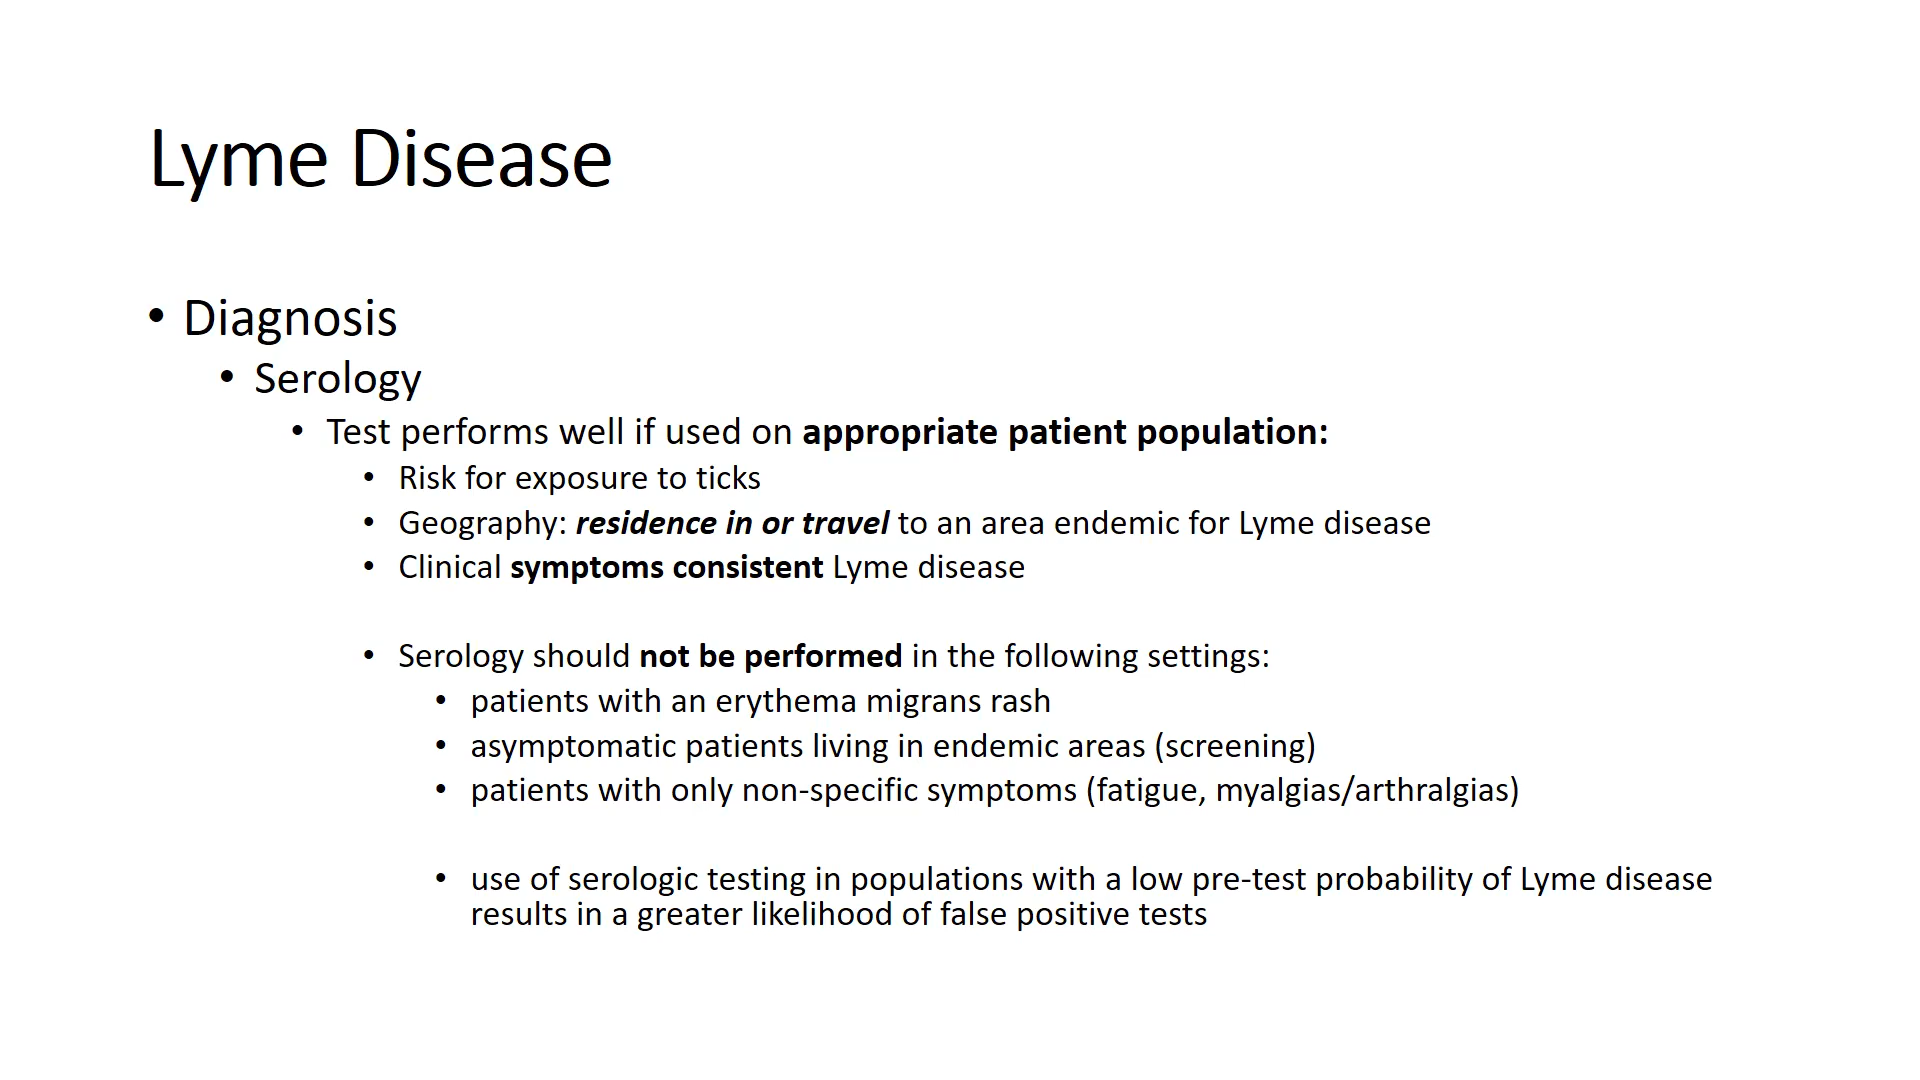 Lyme Disease
• Diagnosis
• Serology
• Test performs well if used on appropriate patient population:
• Risk for exposure to ticks
• Geography: residence in or travel to an area endemic for Lyme disease
• Clinical symptoms consistent Lyme disease
• Serology should not be performed in the following settings:
• patients with an erythema migrans rash
• asymptomatic patients living in endemic areas (screening)
• patients with only non-specific symptoms (fatigue, myalgias/arthralgias)
• use of serologic testing in populations with a low pre-test probability of Lyme disease
results in a greater likelihood of false positive tests